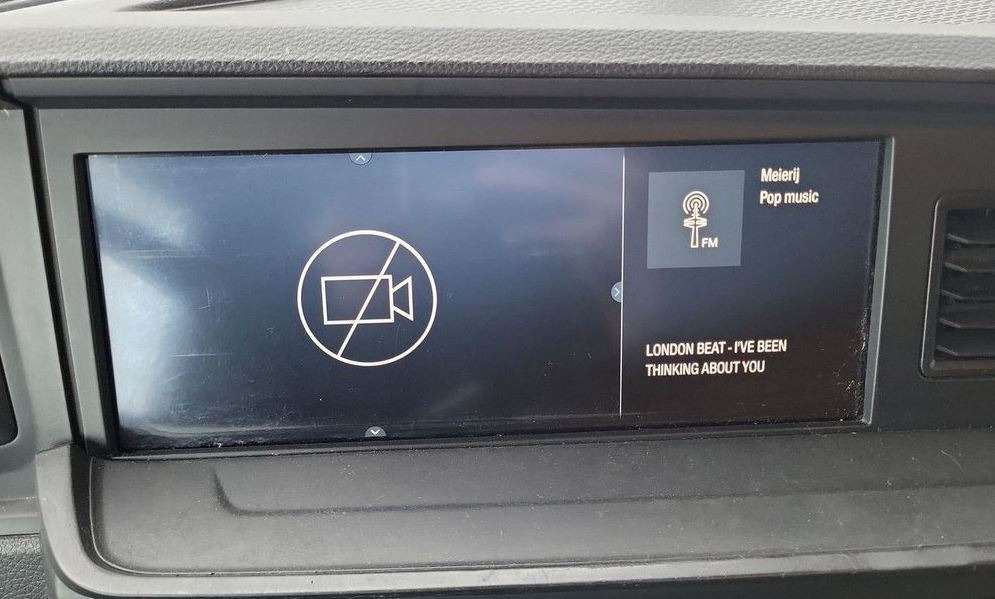 Meierij
Pop music
FM
LONDON BEAT - I'VE BEEN
THINKING ABOUT YOU